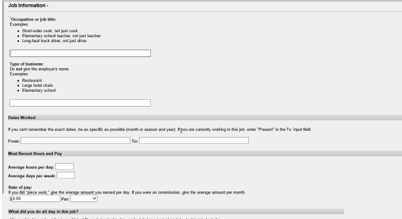 Job Information -
*Occupation or job title:
Examples:
• Short-order cook, not just cook
• Elementary school teacher, not just teacher
• Long-haul truck driver, not just driver
Type of business:
Do not give the employer's name
Examples:
• Restaurant
• Large hotel chain
• Elementary school
Dates Worked
If you can't remember the exact dates, be as specific as possible (month or season and year). If you are currently working in this job, enter "Present" in the To: input field.
From: To:
Most Recent Hours and Pay
Average hours per day:
Average days per week:
Rate of pay:
If you did "piece work," give the average amount you earned per day. If you were on commission, give the average amount per month.
$0.00 Per:
What did you do all day in this job?